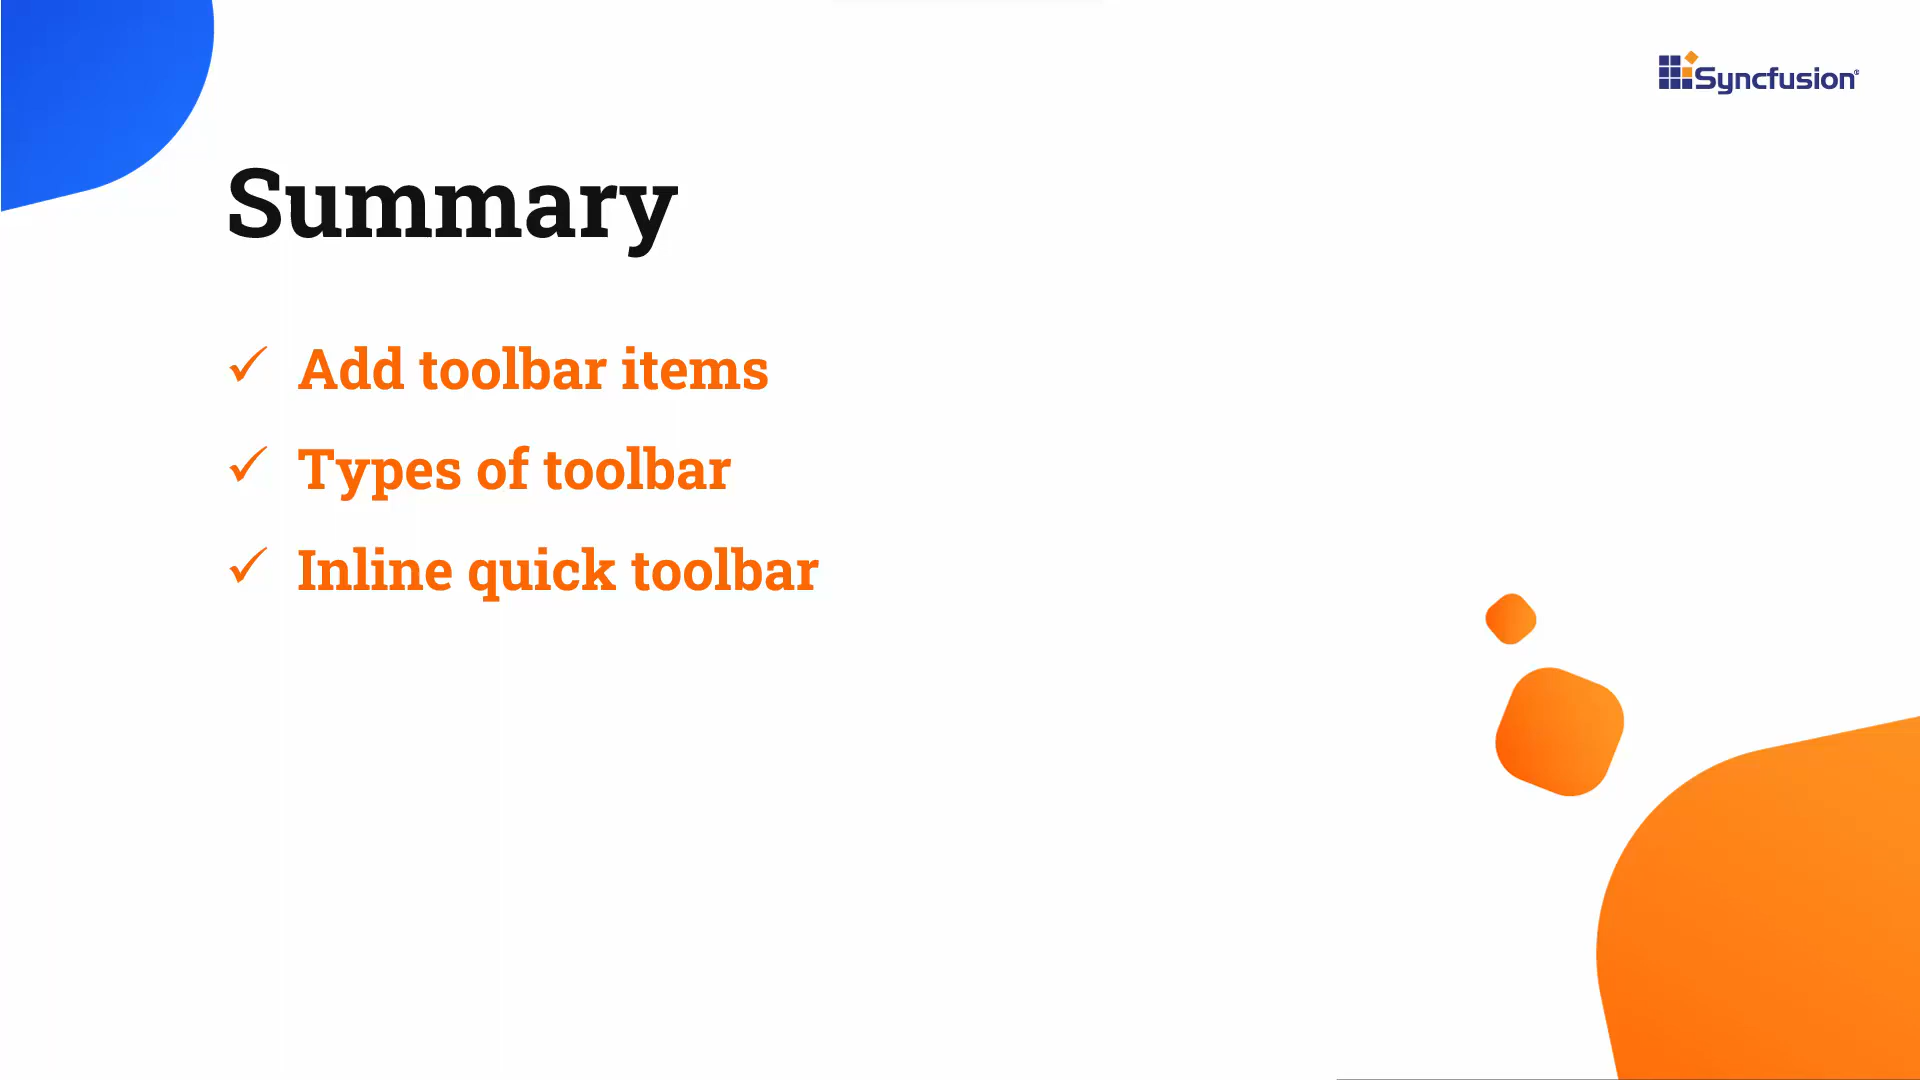 Syncfusion®
Summary
✓ Add toolbar items
✓ Types of toolbar
✓ Inline quick toolbar